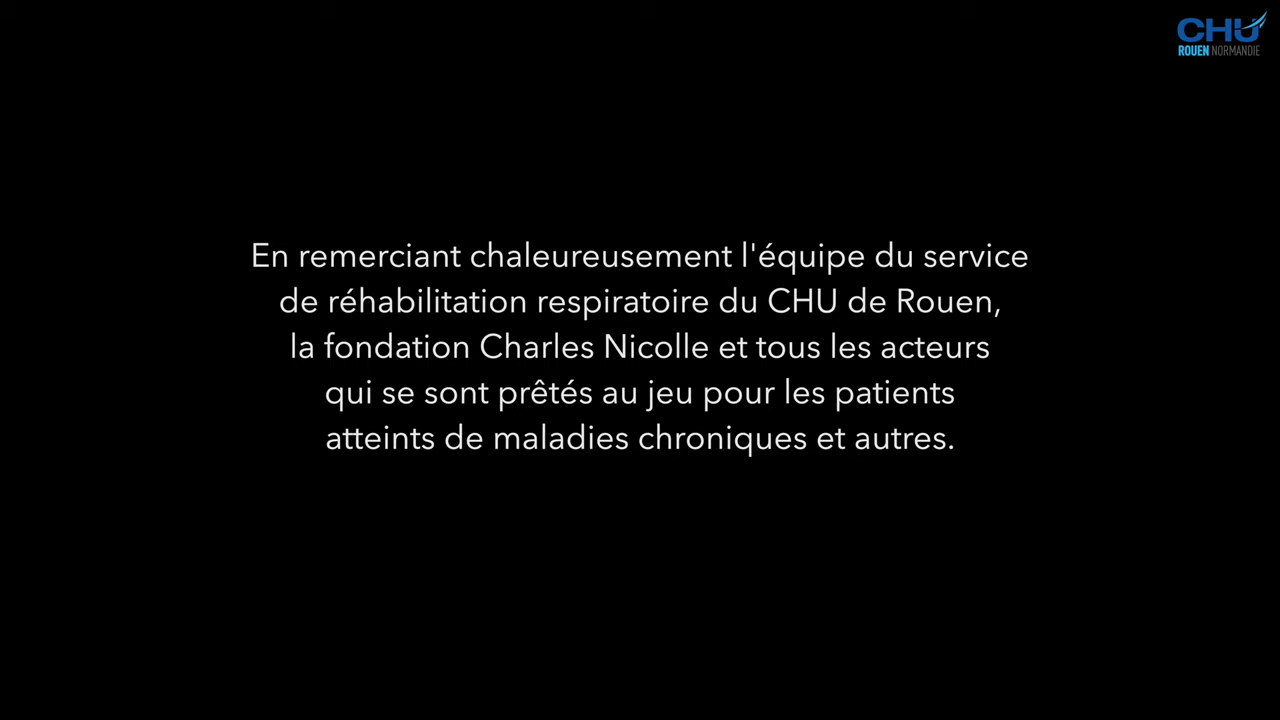 CHU
ROUEN NORMANDIE
En remerciant chaleureusement l'équipe du service
de réhabilitation respiratoire du CHU de Rouen,
la fondation Charles Nicolle et tous les acteurs
qui se sont prêtés au jeu pour les patients
atteints de maladies chroniques et autres.